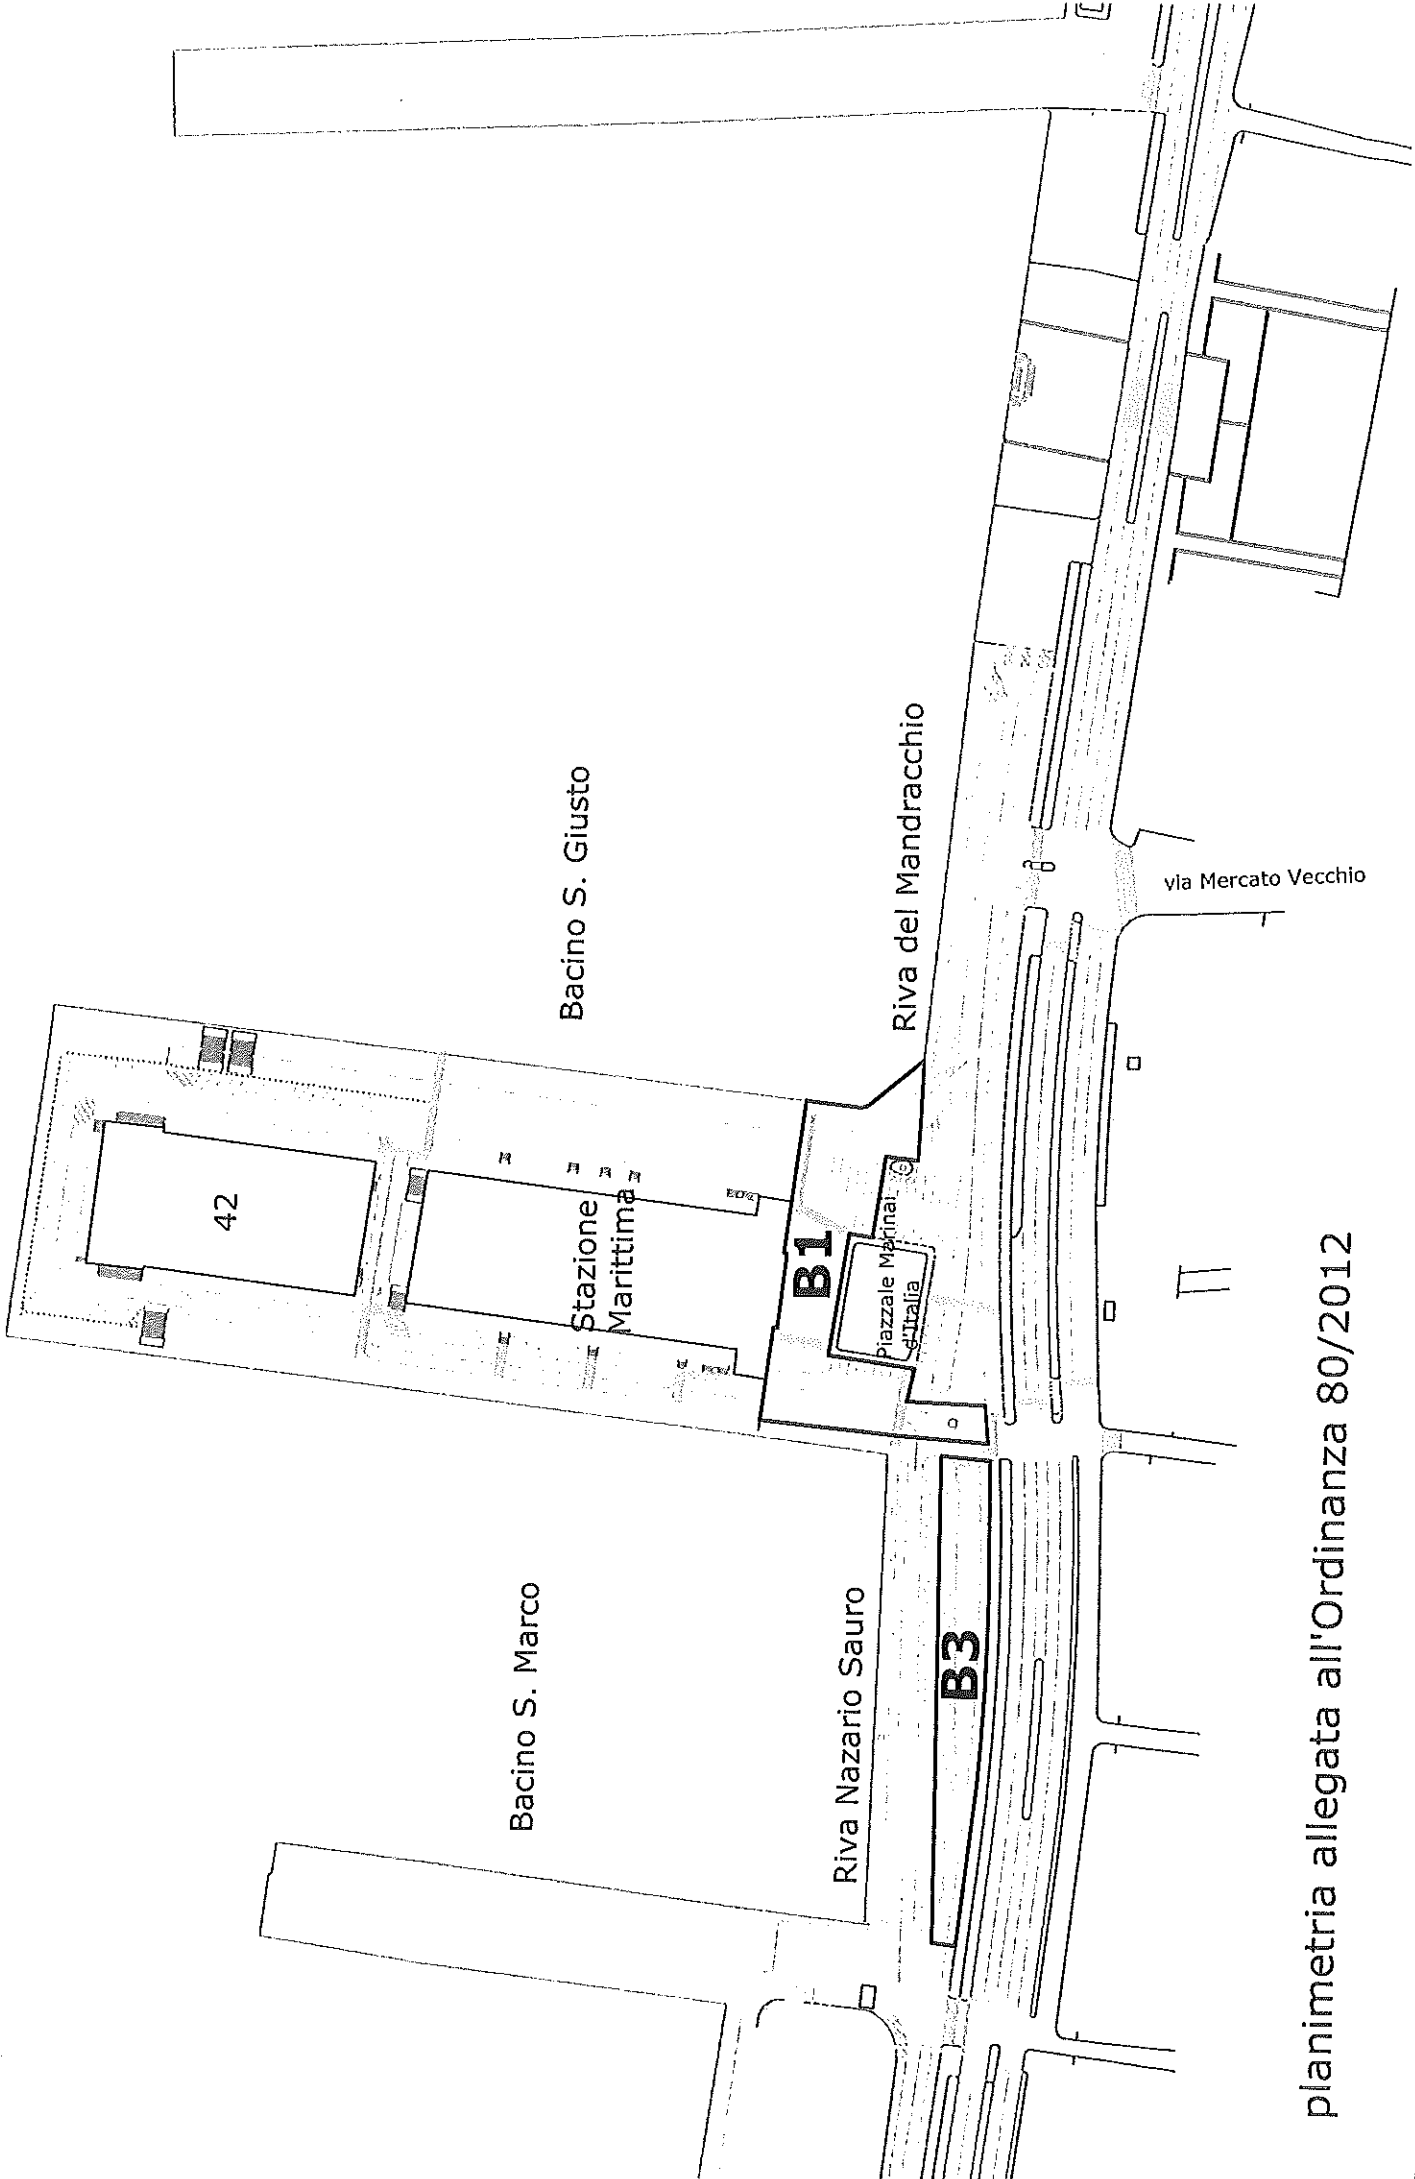 Bacino S. Marco
Bacino S. Giusto
42
Stazione
Marittima
B1
Piazzale Marinai
d'Italia
Riva Nazario Sauro
Riva del Mandracchio
B3
via Mercato Vecchio
planimetria allegata all'Ordinanza 80/2012